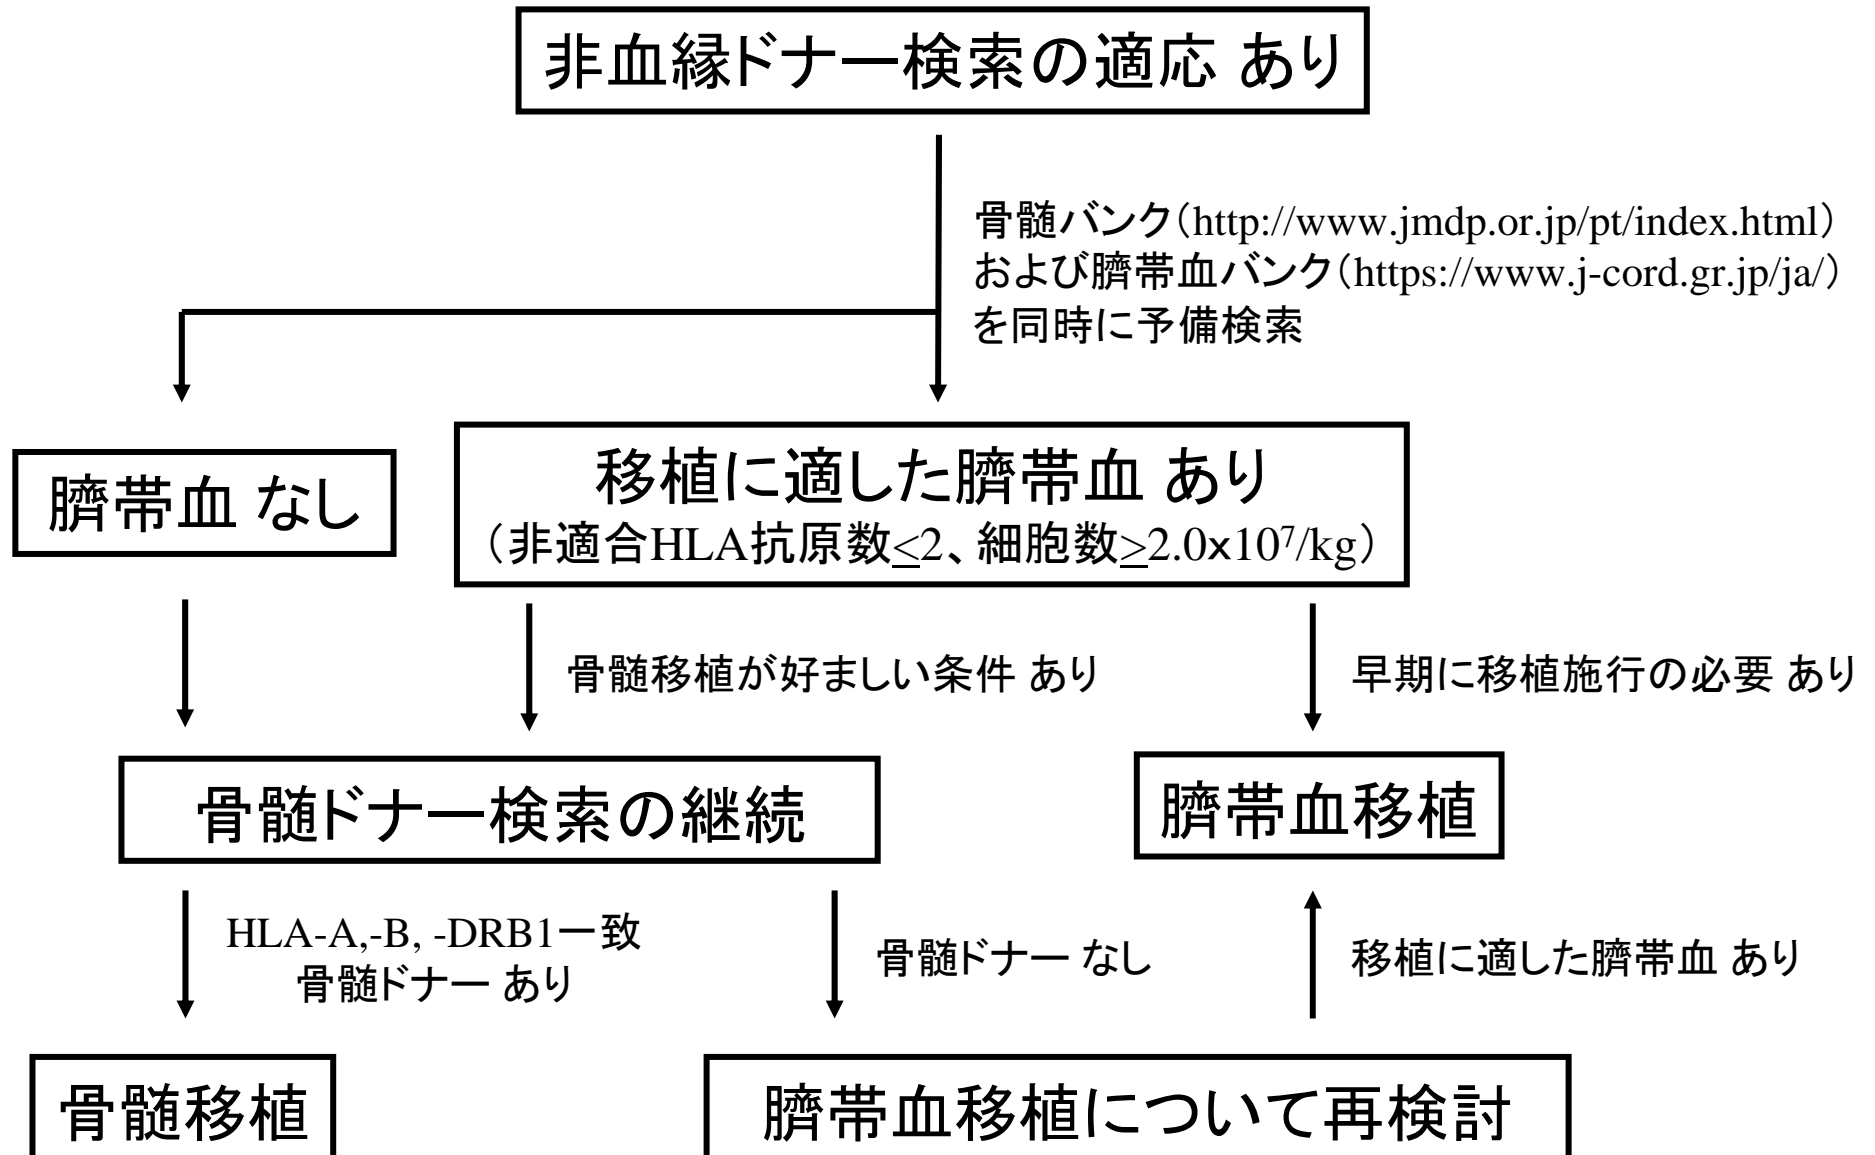 非血縁ドナー検索の適応 あり
骨髄バンク（http://www.jmdp.or.jp/pt/index.html）
および臍帯血バンク（https://www.j-cord.gr.jp/ja/）
を同時に予備検索
臍帯血 なし
移植に適した臍帯血 あり
（非適合HLA抗原数≤2、細胞数≥2.0x10⁷/kg）
骨髄移植が好ましい条件 あり
早期に移植施行の必要 あり
骨髄ドナー検索の継続
臍帯血移植
HLA-A,-B, -DRB1一致
骨髄ドナー あり
骨髄ドナー なし
移植に適した臍帯血 あり
骨髄移植
臍帯血移植について再検討